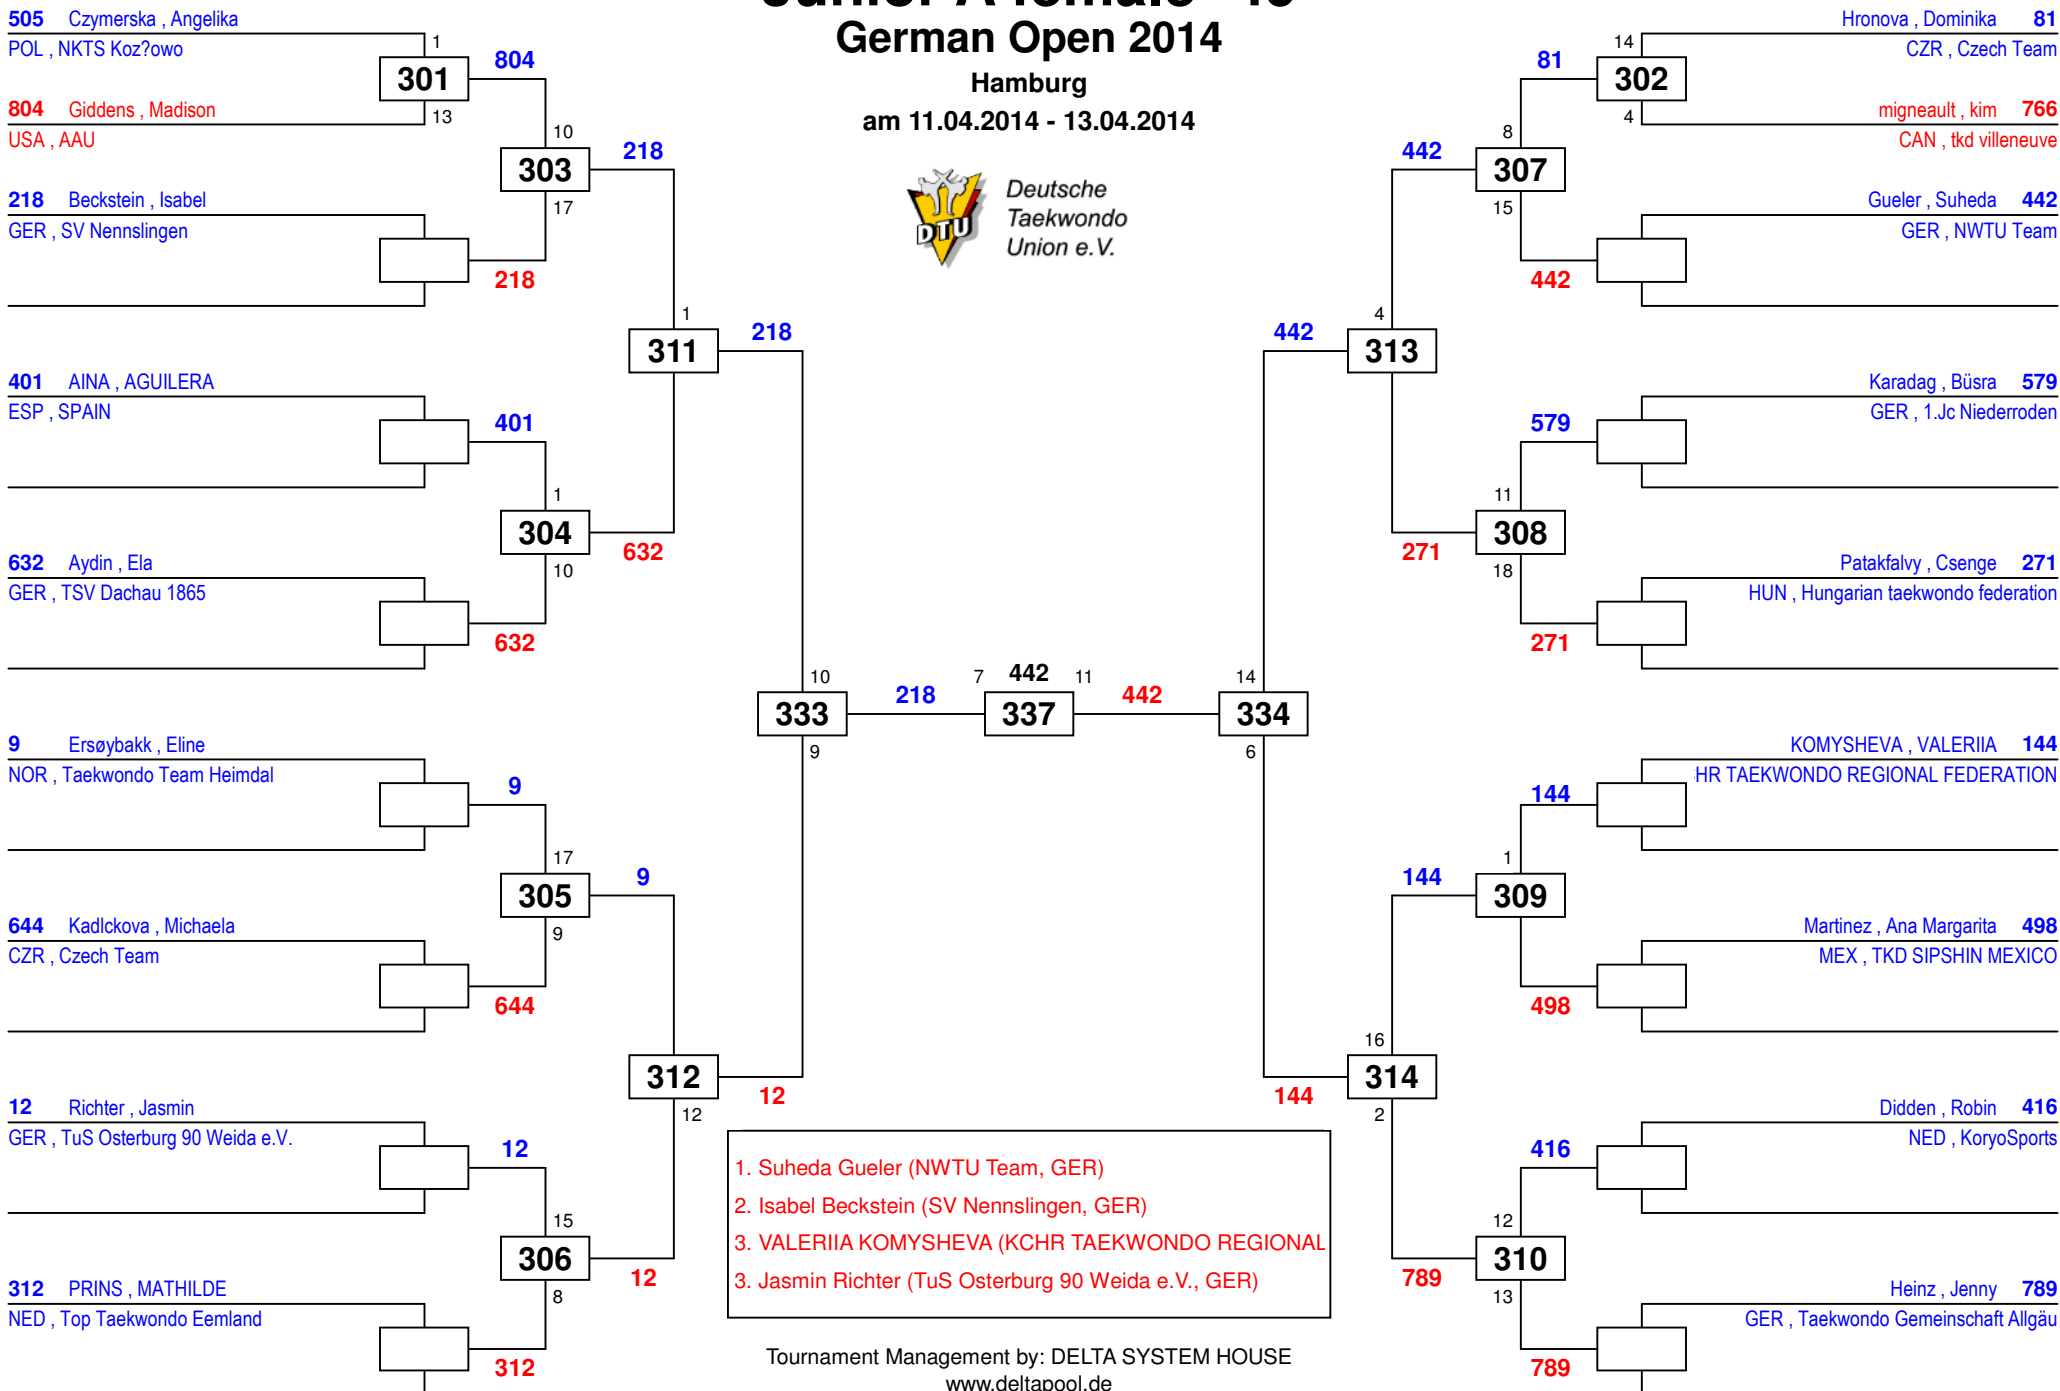 German Open 2014
Hamburg
am 11.04.2014 - 13.04.2014
DTU
Deutsche
Taekwondo
Union e.V.
505 Czymerska , Angelika
POL , NKTS Koz?owo
1
301
804
804 Giddens , Madison
13
USA , AAU
10
303
218
218 Beckstein , Isabel
17
GER , SV Nennslingen
218
1
311
218
401 AINA , AGUILERA
ESP , SPAIN
401
1
304
632
632 Aydin , Ela
10
GER , TSV Dachau 1865
632
10
333
218
9
9 Ersøybakk , Eline
NOR , Taekwondo Team Heimdal
9
17
305
9
644 Kadlckova , Michaela
9
CZR , Czech Team
644
312
12
12
12 Richter , Jasmin
GER , TuS Osterburg 90 Weida e.V.
12
15
306
12
312 PRINS , MATHILDE
8
NED , Top Taekwondo Eemland
312
7 442 11
337
Hronova , Dominika 81
CZR , Czech Team
14
81
302
migneault , kim 766
4
CAN , tkd villeneuve
8
442
307
Gueler , Suheda 442
15
GER , NWTU Team
442
4
442
313
Karadag , Büsra 579
GER , 1.Jc Niederroden
579
11
271
308
Patakfalvy , Csenge 271
18
HUN , Hungarian taekwondo federation
271
14
442
334
6
KOMYSHEVA , VALERIIA 144
HR TAEKWONDO REGIONAL FEDERATION
144
1
144
309
Martinez , Ana Margarita 498
MEX , TKD SIPSHIN MEXICO
498
16
144
314
2
Didden , Robin 416
NED , KoryoSports
416
12
789
310
Heinz , Jenny 789
13
GER , Taekwondo Gemeinschaft Allgäu
789
1. Suheda Gueler (NWTU Team, GER)
2. Isabel Beckstein (SV Nennslingen, GER)
3. VALERIIA KOMYSHEVA (KCHR TAEKWONDO REGIONAL
3. Jasmin Richter (TuS Osterburg 90 Weida e.V., GER)
Tournament Management by: DELTA SYSTEM HOUSE
www.deltapool.de